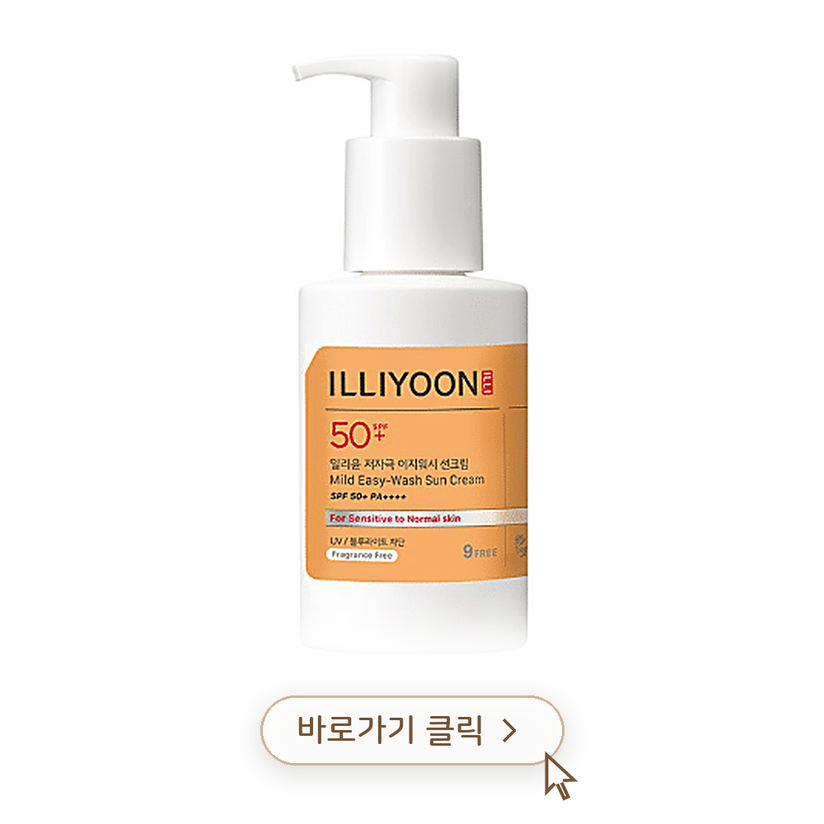 ILLIYOON ILLI
50 SPF +
일리윤 저자극 이지워시 선크림
Mild Easy-Wash Sun Cream
SPF 50+ PA++++
For Sensitive to Normal skin
UV / 블루라이트 차단
Fragrance Free
9 FREE
바로가기 클릭 >